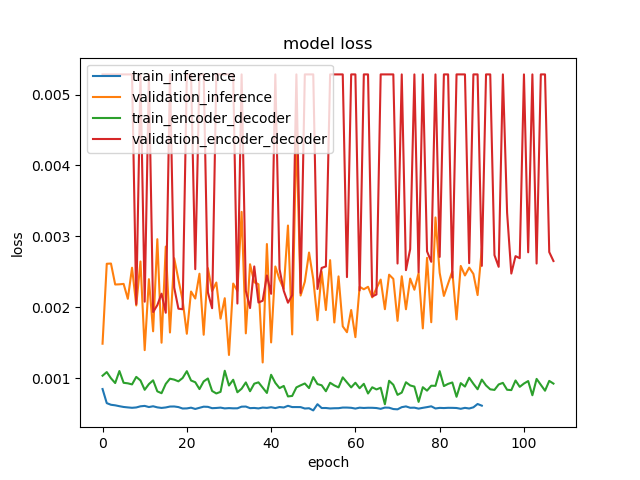 model loss
train_inference
validation_inference
train_encoder_decoder
validation_encoder_decoder
loss
0.005
0.004
0.003
0.002
0.001
0 20 40 60 80 100
epoch